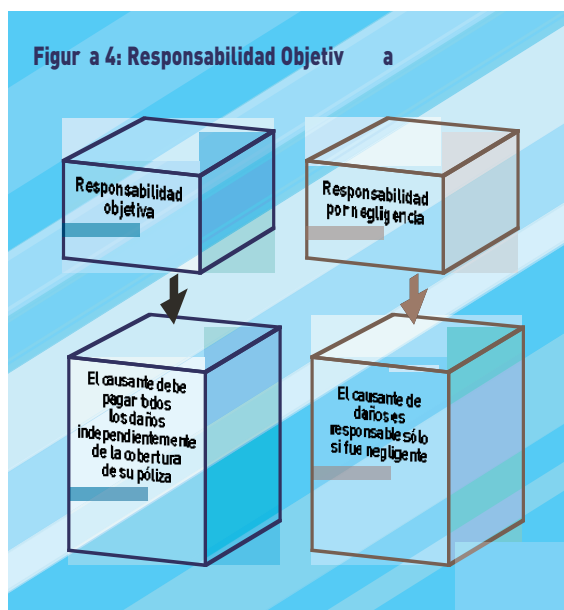 Figur a 4: Responsabilidad Objetiv a
Responsabilidad
objetiva
Responsabilidad
por negligencia
El causante debe
pagar todos
los daños
independientemente
de la cobertura
de su póliza
El causante de
daños es
responsable sólo
si fue negligente